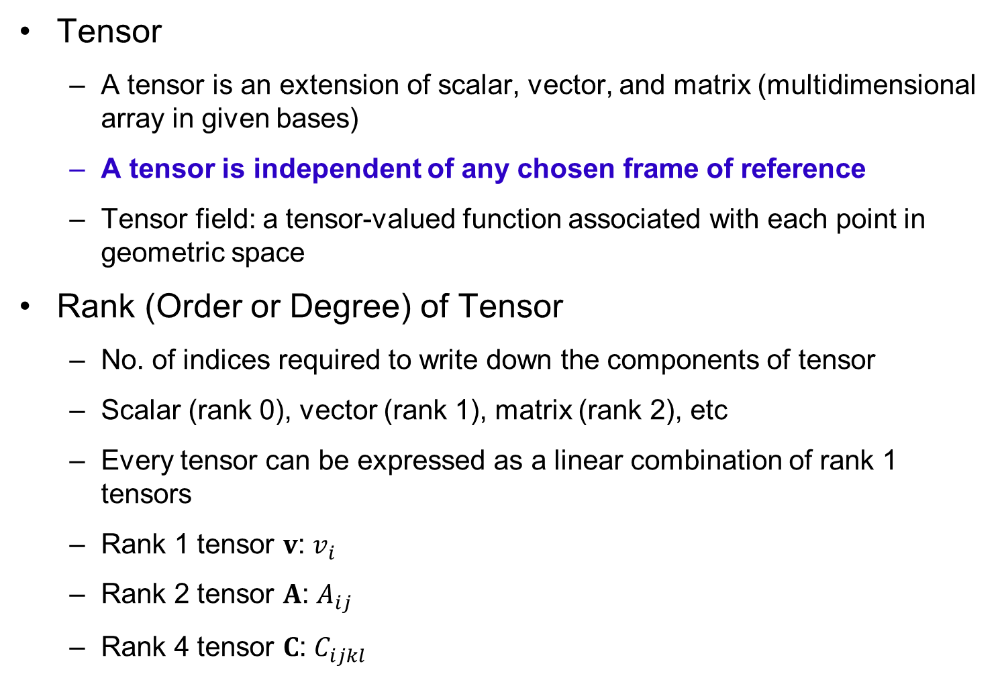 • Tensor
– A tensor is an extension of scalar, vector, and matrix (multidimensional
array in given bases)
– A tensor is independent of any chosen frame of reference
– Tensor field: a tensor-valued function associated with each point in
geometric space
• Rank (Order or Degree) of Tensor
– No. of indices required to write down the components of tensor
– Scalar (rank 0), vector (rank 1), matrix (rank 2), etc
– Every tensor can be expressed as a linear combination of rank 1
tensors
– Rank 1 tensor v: v_i
– Rank 2 tensor A: A_{ij}
– Rank 4 tensor C: C_{ijkl}